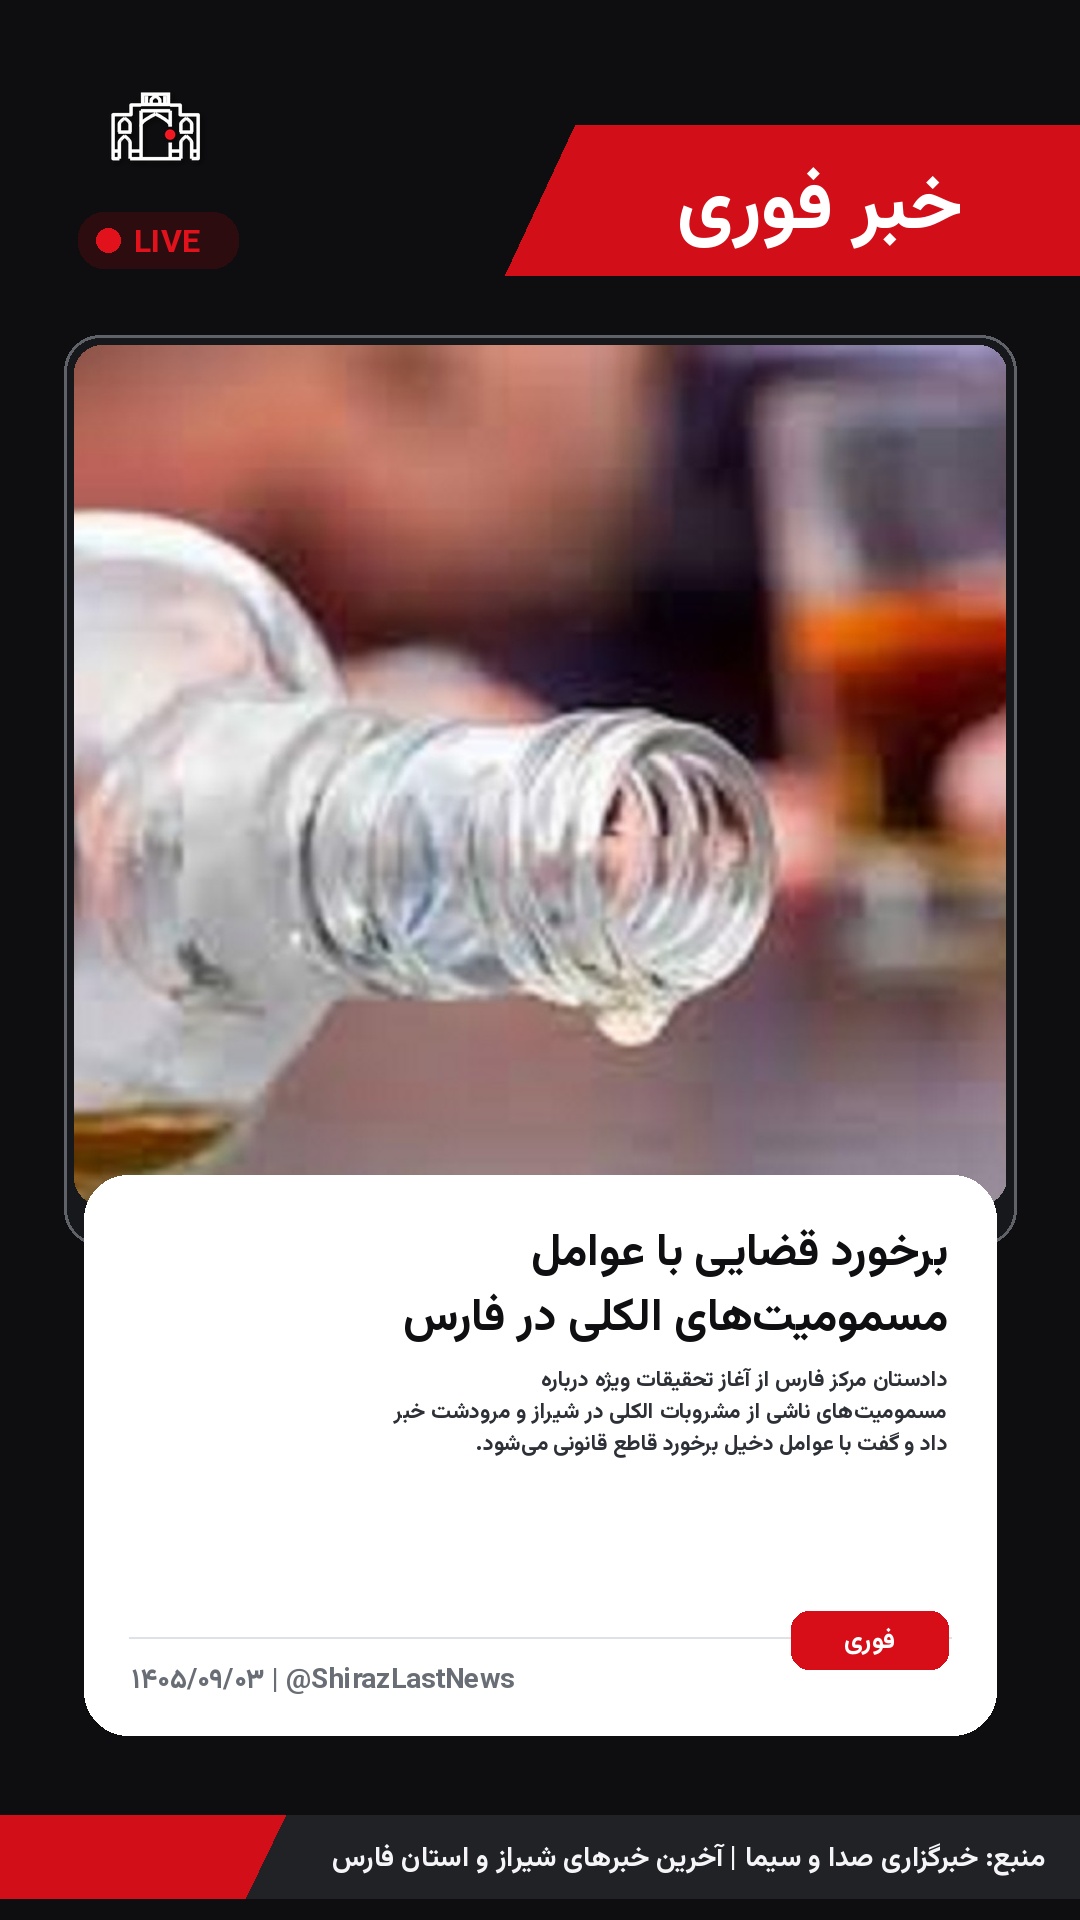 خبر فوری
LIVE
برخورد قضایی با عوامل
مسمومیت‌های الکلی در فارس
دادستان مرکز فارس از آغاز تحقیقات ویژه درباره
مسمومیت‌های ناشی از مشروبات الکلی در شیراز و مرودشت خبر
داد و گفت با عوامل دخیل برخورد قاطع قانونی می‌شود.
فوری
۱۴۰۵/۰۹/۰۳ | @ShirazLastNews
منبع: خبرگزاری صدا و سیما | آخرین خبرهای شیراز و استان فارس